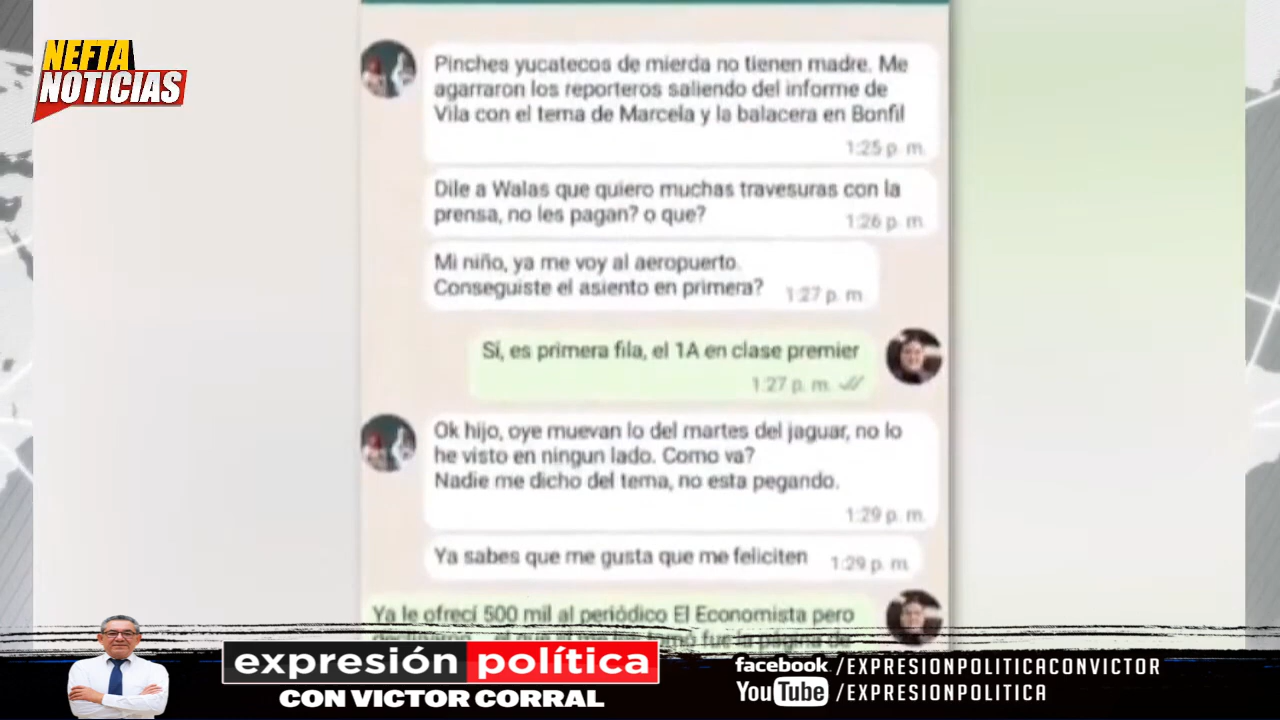 NEFTA
NOTICIAS
Pinches yucatecos de mierda no tienen madre. Me
agarraron los reporteros saliendo del informe de
Vila con el tema de Marcela y la balacera en Bonfil
1:25 p. m.
Dile a Walas que quiero muchas travesuras con la
prensa, no les pagan? o que?
1:26 p. m.
Mi niño, ya me voy al aeropuerto.
Conseguiste el asiento en primera?
1:27 p. m.
Sí, es primera fila, el 1A en clase premier
1:27 p. m.
Ok hijo, oye muevan lo del martes del jaguar, no lo
he visto en ningun lado. Como va?
Nadie me dicho del tema, no esta pegando.
1:29 p. m.
Ya sabes que me gusta que me feliciten
1:29 p. m.
Ya le ofrecí 500 mil al periódico El Economista pero
fue la página de
expresión política
CON VICTOR CORRAL
facebook /EXPRESIONPOLITICACONVICTOR
YouTube /EXPRESIONPOLITICA